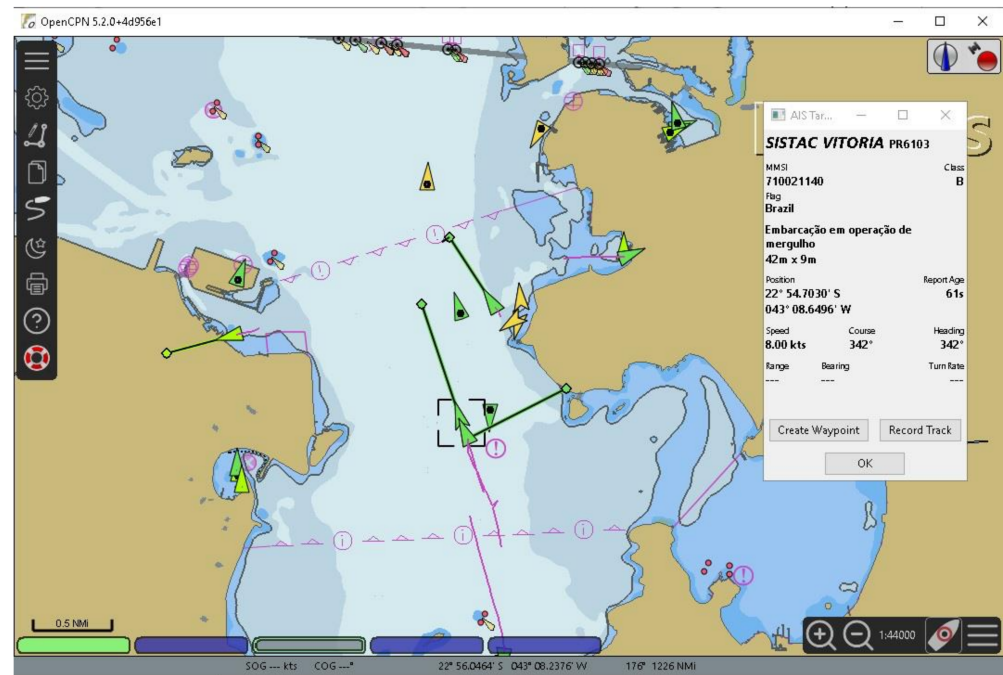 OpenCPN 5.2.0+4d956e1
AIS Tar...
SISTAC VITORIA PR6103
MMSI Class
710021140 B
Flag
Brazil
Embarcação em operação de
mergulho
42m x 9m
Position Report Age
22° 54.7030' S 61s
043° 08.6496' W
Speed Course Heading
8.00 kts 342° 342°
Range Bearing Turn Rate
--- --- ---
Create Waypoint Record Track
OK
S
0.5 NMi
1:44000
SOG --- kts COG ---° 22° 56.0464' S 043° 08.2376' W 176° 1226 NMi